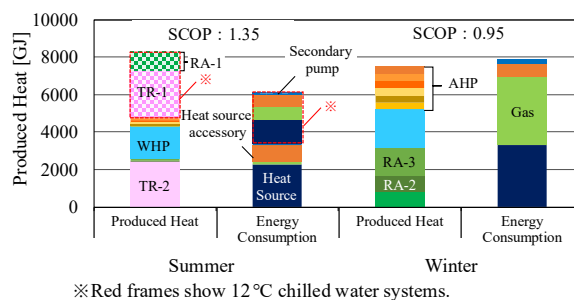 SCOP : 1.35
SCOP : 0.95
Produced Heat [GJ]
10000
8000
6000
4000
2000
0
RA-1
TR-1
※
WHP
TR-2
Secondary
pump
Heat source
accessory
※
Heat
Source
AHP
RA-3
RA-2
Gas
Produced Heat
Energy
Consumption
Produced Heat
Energy
Consumption
Summer
Winter
※Red frames show 12℃ chilled water systems.